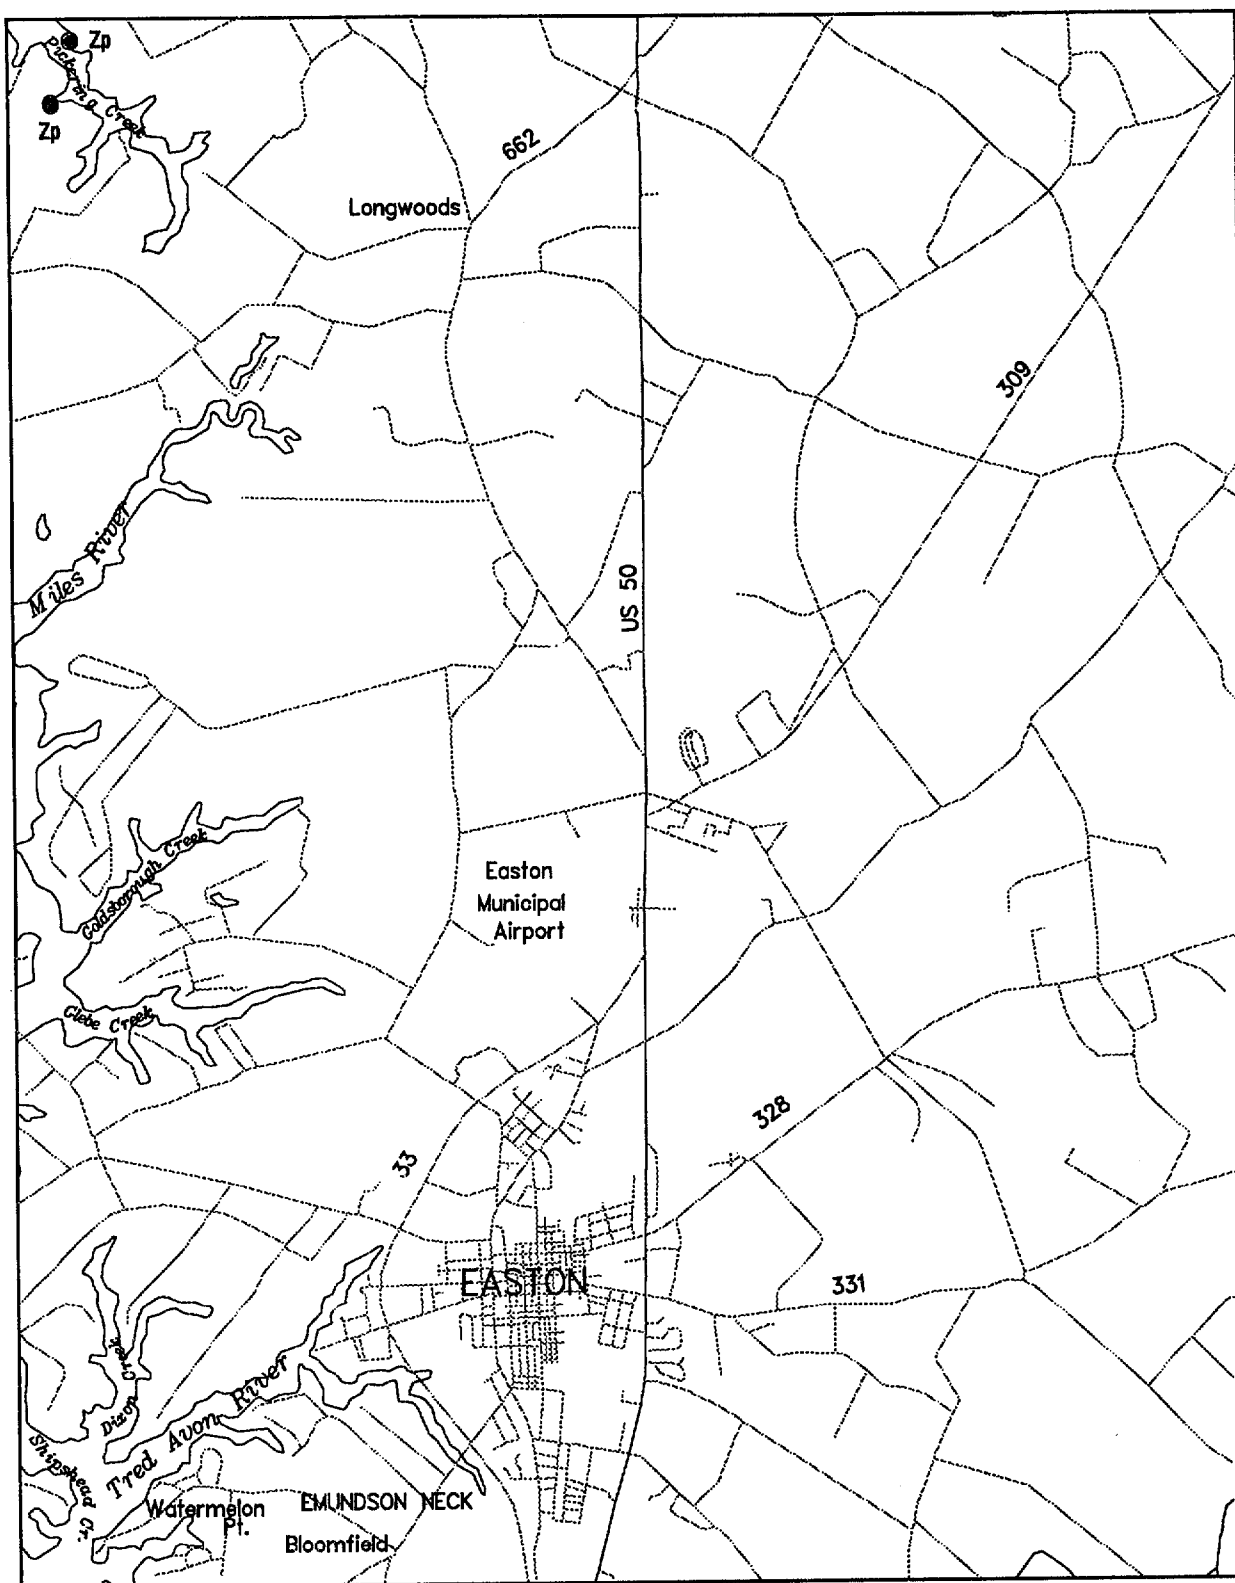 Zp
Pickering Creek
Zp
662
Longwoods
309
Miles River
US 50
Goldsborough Creek
Easton
Municipal
Airport
Glebe Creek
328
33
EASTON
331
Dixon Creek
Tred Avon River
Shipshead Cr.
Watermelon
Pt.
EMUNDSON NECK
Bloomfield